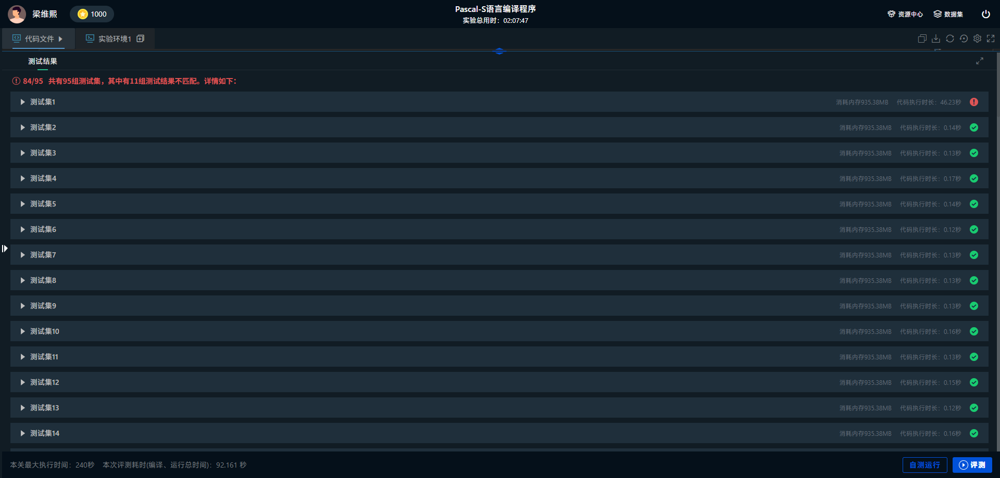 梁维熙
1000
Pascal-S语言编译程序
实验总用时：02:07:47
资源中心
数据集
代码文件
实验环境1
测试结果
84/95 共有95组测试集，其中有11组测试结果不匹配。详情如下：
测试集1 消耗内存935.38MB 代码执行时长：46.23秒
测试集2 消耗内存935.38MB 代码执行时长：0.14秒
测试集3 消耗内存935.38MB 代码执行时长：0.13秒
测试集4 消耗内存935.38MB 代码执行时长：0.17秒
测试集5 消耗内存935.38MB 代码执行时长：0.14秒
测试集6 消耗内存935.38MB 代码执行时长：0.12秒
测试集7 消耗内存935.38MB 代码执行时长：0.13秒
测试集8 消耗内存935.38MB 代码执行时长：0.13秒
测试集9 消耗内存935.38MB 代码执行时长：0.13秒
测试集10 消耗内存935.38MB 代码执行时长：0.16秒
测试集11 消耗内存935.38MB 代码执行时长：0.13秒
测试集12 消耗内存935.38MB 代码执行时长：0.15秒
测试集13 消耗内存935.38MB 代码执行时长：0.12秒
测试集14 消耗内存935.38MB 代码执行时长：0.16秒
本关最大执行时间：240秒 本次评测耗时(编译、运行总时间)：92.161 秒
自测运行
评测